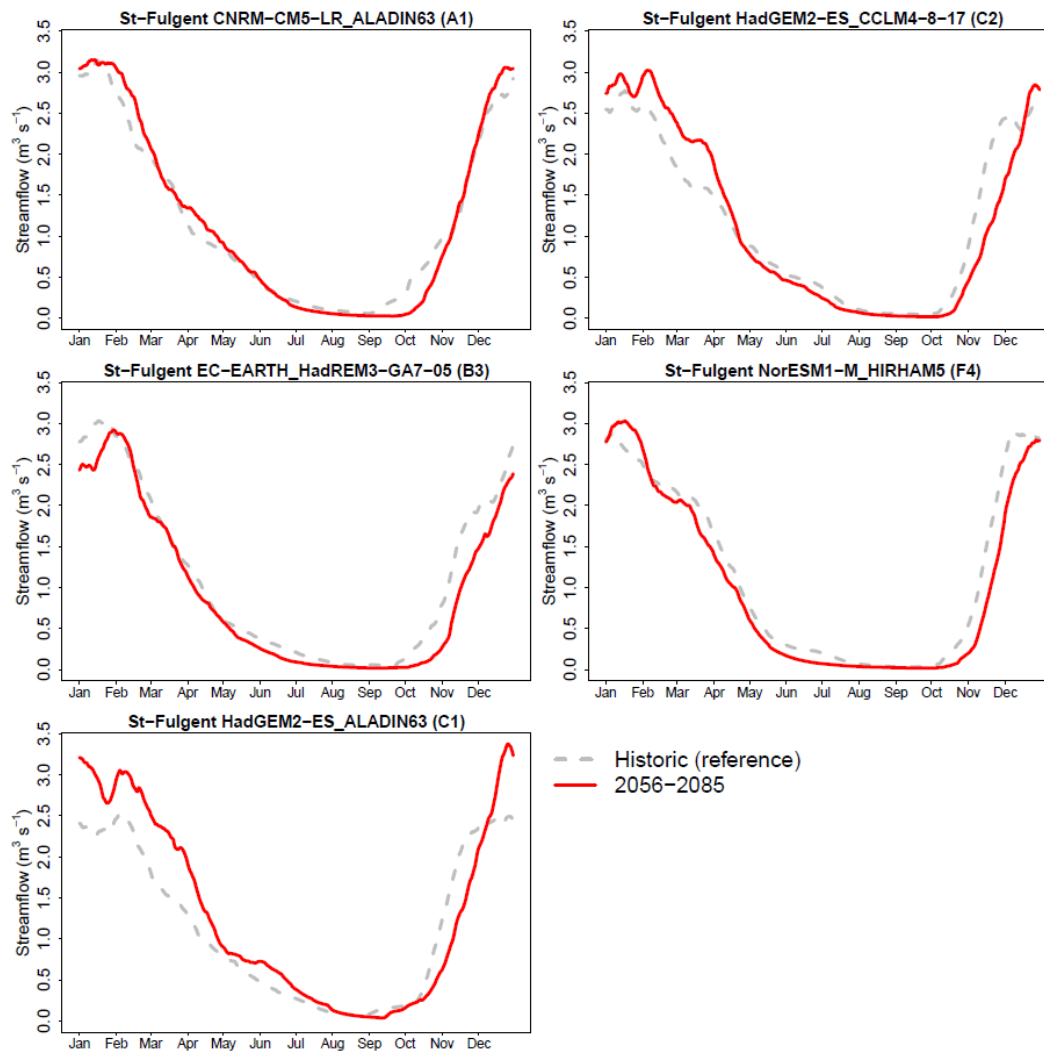 St−Fulgent CNRM−CM5−LR_ALADIN63 (A1)
Streamflow (m³ s⁻¹)
0.0 0.5 1.0 1.5 2.0 2.5 3.0 3.5
Jan Feb Mar Apr May Jun Jul Aug Sep Oct Nov Dec
St−Fulgent HadGEM2−ES_CCLM4−8−17 (C2)
Streamflow (m³ s⁻¹)
0.0 0.5 1.0 1.5 2.0 2.5 3.0 3.5
Jan Feb Mar Apr May Jun Jul Aug Sep Oct Nov Dec
St−Fulgent EC−EARTH_HadREM3−GA7−05 (B3)
Streamflow (m³ s⁻¹)
0.0 0.5 1.0 1.5 2.0 2.5 3.0 3.5
Jan Feb Mar Apr May Jun Jul Aug Sep Oct Nov Dec
St−Fulgent NorESM1−M_HIRHAM5 (F4)
Streamflow (m³ s⁻¹)
0.0 0.5 1.0 1.5 2.0 2.5 3.0 3.5
Jan Feb Mar Apr May Jun Jul Aug Sep Oct Nov Dec
St−Fulgent HadGEM2−ES_ALADIN63 (C1)
Streamflow (m³ s⁻¹)
0.0 0.5 1.0 1.5 2.0 2.5 3.0 3.5
Jan Feb Mar Apr May Jun Jul Aug Sep Oct Nov Dec
Historic (reference)
2056−2085